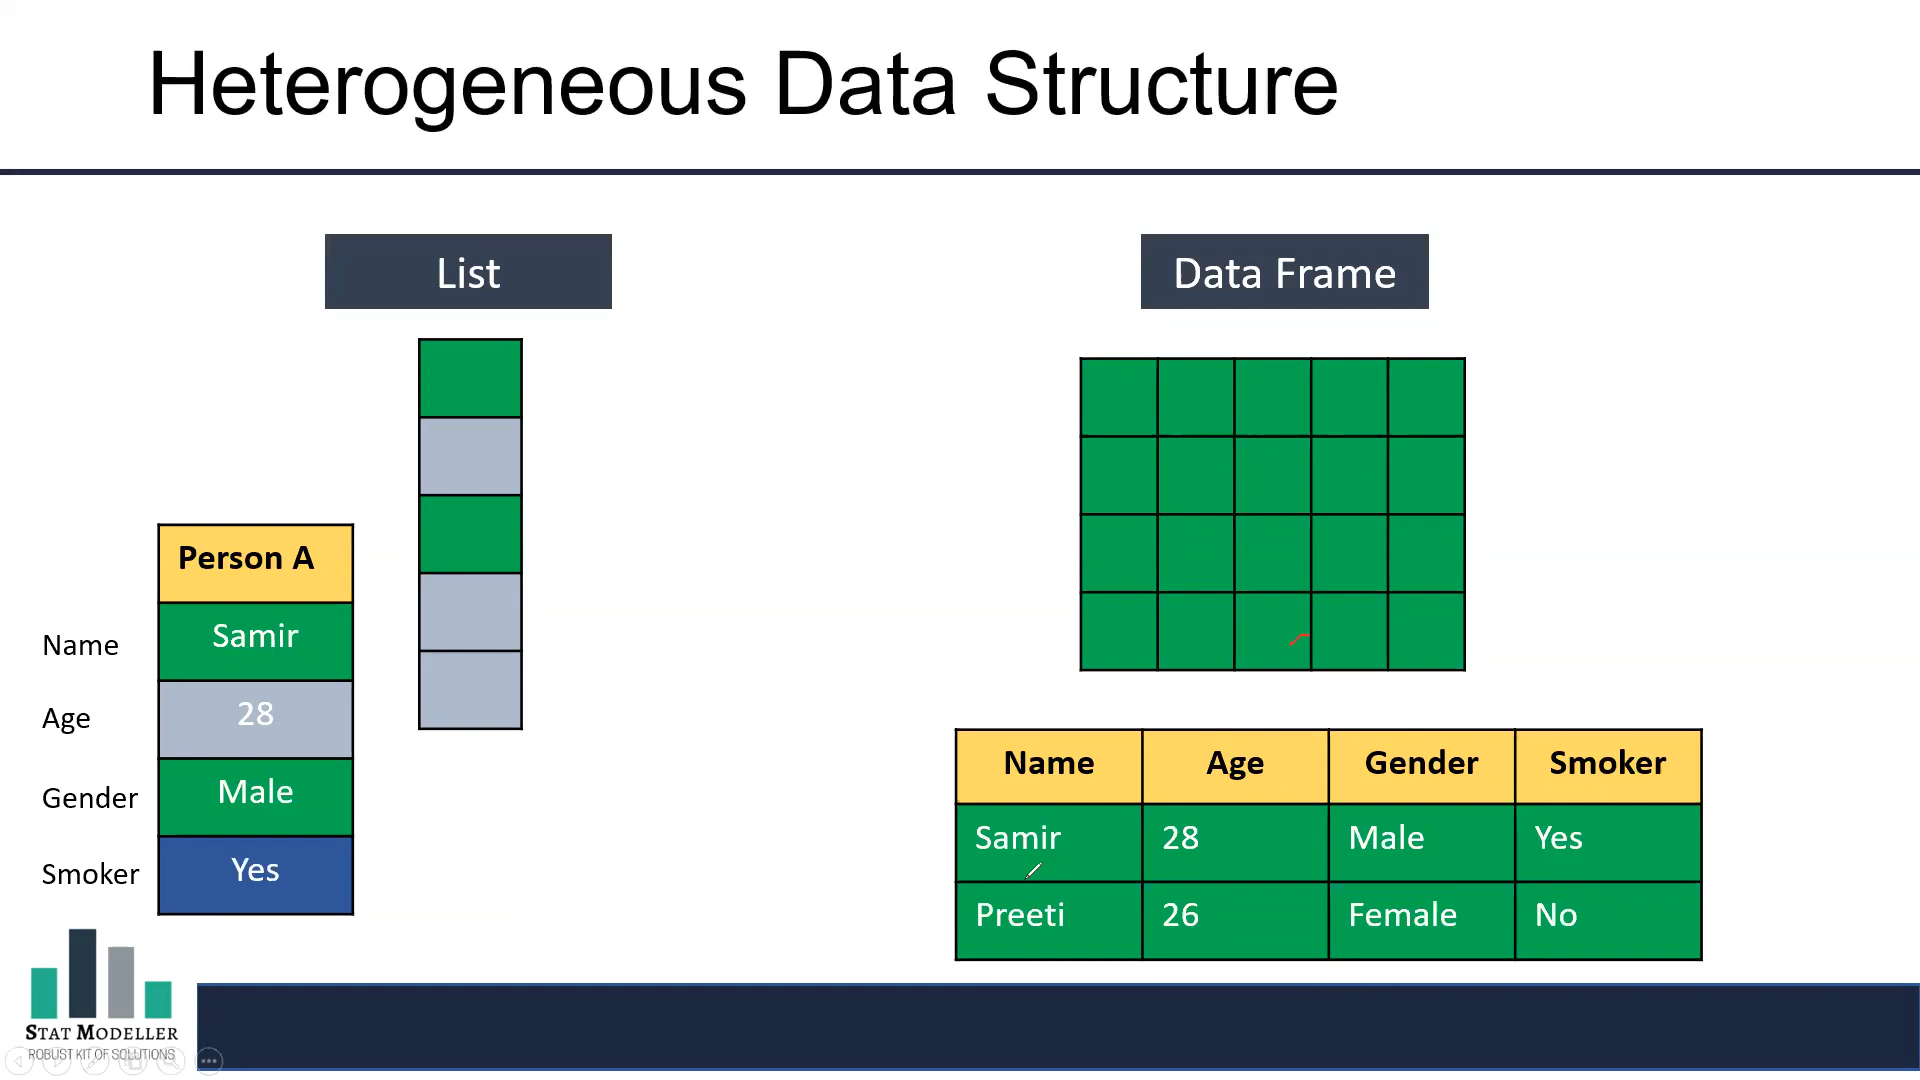 Heterogeneous Data Structure
List
Data Frame
Person A
Name Samir
Age 28
Gender Male
Smoker Yes
Name Age Gender Smoker
Samir 28 Male Yes
Preeti 26 Female No
STAT MODELLER
ROBUST KIT OF SOLUTIONS